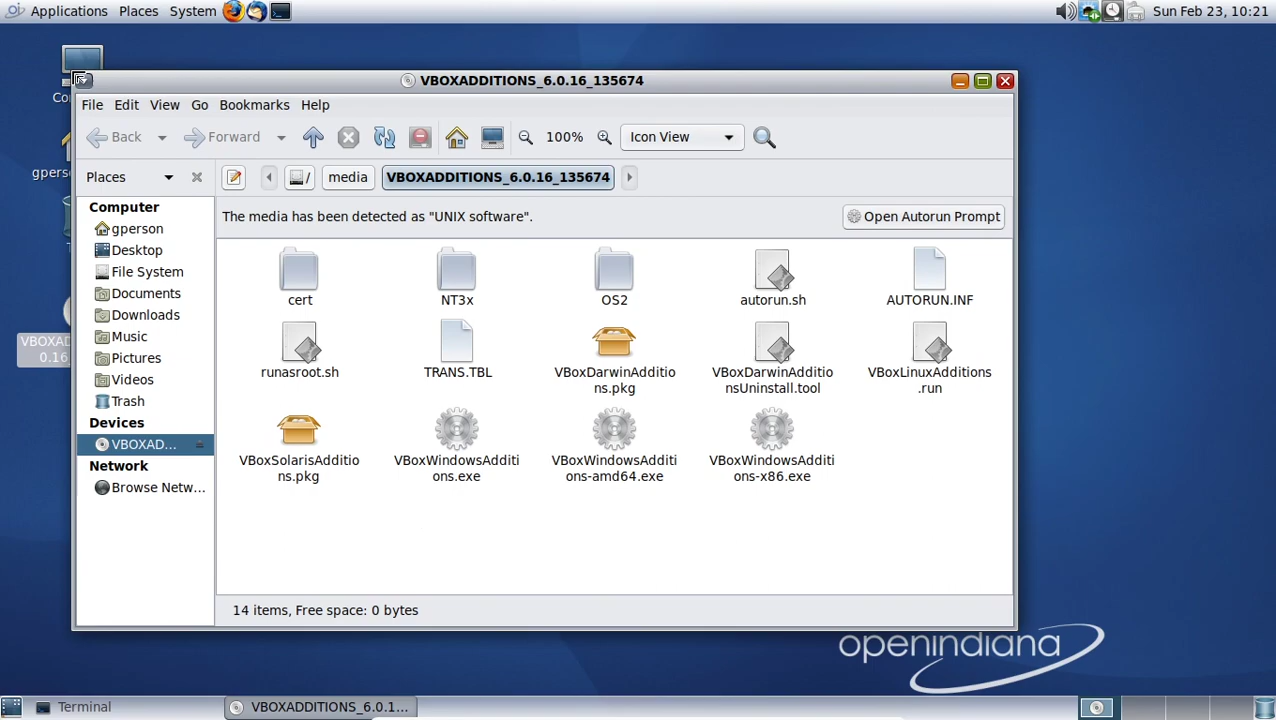 Applications Places System Sun Feb 23, 10:21
VBOXADDITIONS_6.0.16_135674
File Edit View Go Bookmarks Help
Back Forward 100% Icon View
Places / media VBOXADDITIONS_6.0.16_135674
The media has been detected as "UNIX software". Open Autorun Prompt
Computer
gperson
Desktop
File System
Documents
Downloads
Music
Pictures
Videos
Trash
Devices
VBOXAD...
Network
Browse Netw...
cert NT3x OS2 autorun.sh AUTORUN.INF
runasroot.sh TRANS.TBL VBoxDarwinAdditio VBoxDarwinAdditio VBoxLinuxAdditions
ns.pkg nsUninstall.tool .run
VBoxSolarisAdditio VBoxWindowsAdditi VBoxWindowsAdditi VBoxWindowsAdditi
ns.pkg ons.exe ons-amd64.exe ons-x86.exe
14 items, Free space: 0 bytes
Co
gpers
T
VBOXADD
0.16
openindiana
Terminal VBOXADDITIONS_6.0.1...